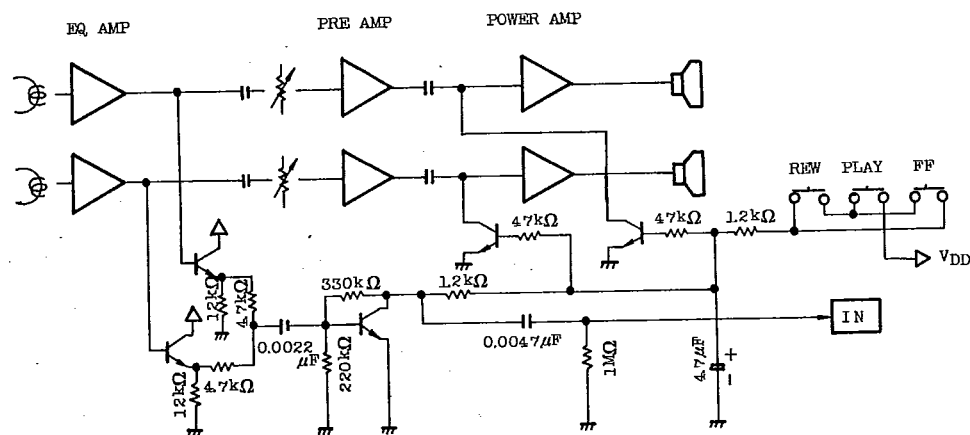 EQ AMP
PRE AMP
POWER AMP
REW PLAY FF
47kΩ
47kΩ
1.2kΩ
VDD
12kΩ
4.7kΩ
330kΩ
1.2kΩ
IN
0.0022 μF
220kΩ
0.0047μF
1MΩ
4.7μF
+
-
4.7kΩ
12kΩ